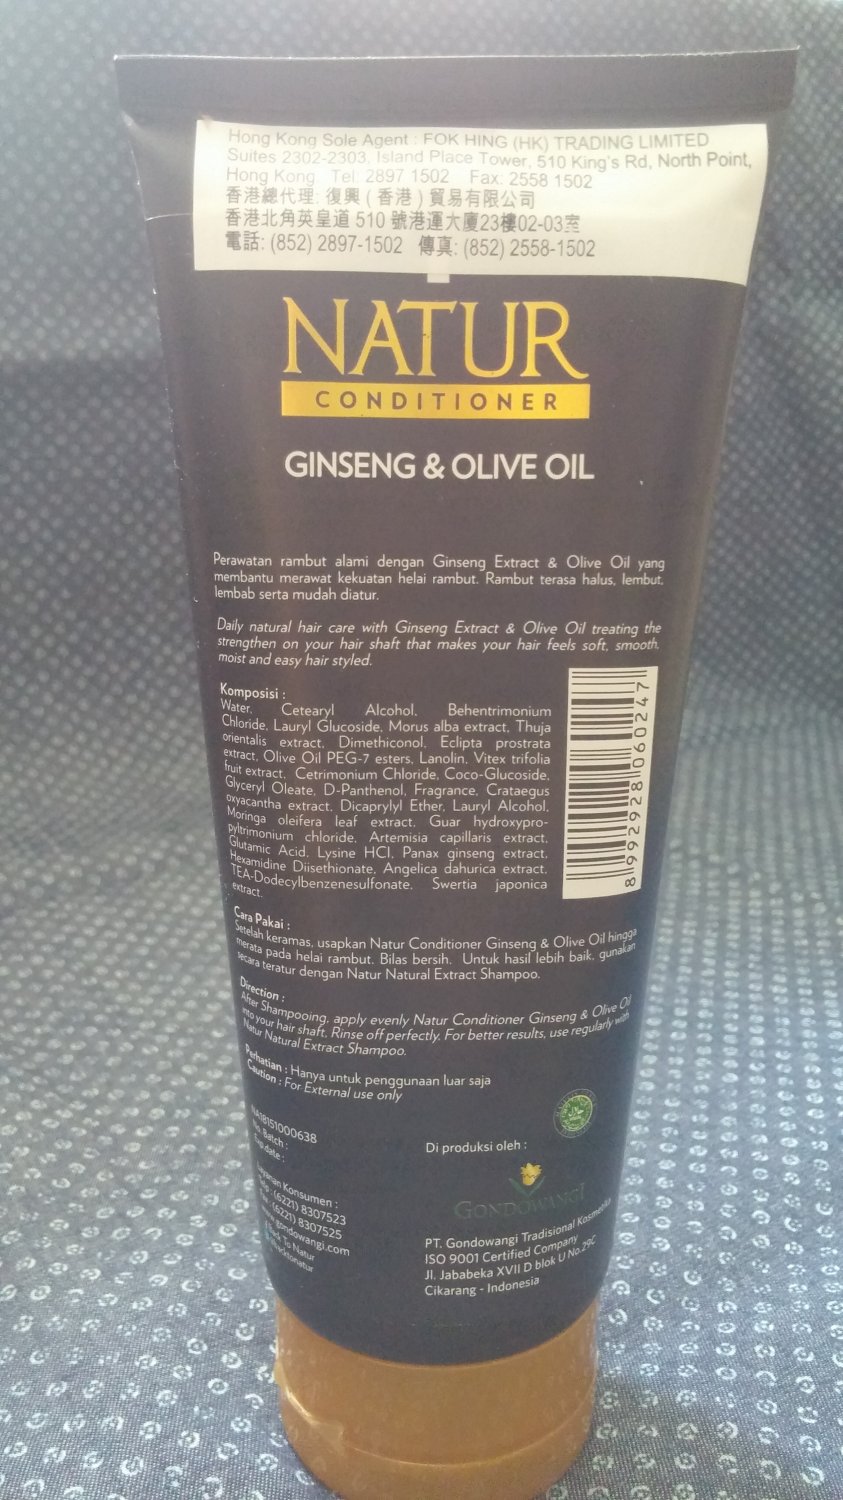 Hong Kong Sole Agent : FOK HING (HK) TRADING LIMITED
Suites 2302-2303, Island Place Tower, 510 King's Rd, North Point,
Hong Kong Tel: 2897 1502 Fax: 2558 1502
香港總代理: 復興 ( 香港 ) 貿易有限公司
香港北角英皇道 510 號港運大廈23樓02-03室
電話: (852) 2897-1502 傳真: (852) 2558-1502
NATUR
CONDITIONER
GINSENG & OLIVE OIL
Perawatan rambut alami dengan Ginseng Extract & Olive Oil yang
membantu merawat kekuatan helai rambut. Rambut terasa halus, lembut,
lembab serta mudah diatur.
Daily natural hair care with Ginseng Extract & Olive Oil treating the
strengthen on your hair shaft that makes your hair feels soft, smooth,
moist and easy hair styled.
Komposisi :
Water, Cetearyl Alcohol, Behentrimonium
Chloride, Lauryl Glucoside, Morus alba extract, Thuja
orientalis extract, Dimethiconol, Eclipta prostrata
extract, Olive Oil PEG-7 esters, Lanolin, Vitex trifolia
fruit extract, Cetrimonium Chloride, Coco-Glucoside,
Glyceryl Oleate, D-Panthenol, Fragrance, Crataegus
oxyacantha extract, Dicaprylyl Ether, Lauryl Alcohol,
Moringa oleifera leaf extract, Guar hydroxypro-
pyltrimonium chloride, Artemisia capillaris extract,
Glutamic Acid, Lysine HCl, Panax ginseng extract,
Hexamidine Diisethionate, Angelica dahurica extract,
TEA-Dodecylbenzenesulfonate, Swertia japonica
extract.
8 992928 060247
Cara Pakai :
Setelah keramas, usapkan Natur Conditioner Ginseng & Olive Oil hingga
merata pada helai rambut. Bilas bersih. Untuk hasil lebih baik, gunakan
secara teratur dengan Natur Natural Extract Shampoo.
Direction :
After Shampooing, apply evenly Natur Conditioner Ginseng & Olive Oil
into your hair shaft, Rinse off perfectly. For better results, use regularly with
Natur Natural Extract Shampoo.
Perhatian : Hanya untuk penggunaan luar saja
Caution : For External use only
NA18151000638
No. Batch :
Exp.date :
Layanan Konsumen :
Telp : (6221) 8307523
Fax : (6221) 8307525
www.gondowangi.com
Back To Natur
@backtonatur
Di produksi oleh :
GONDOWANGI
PT. Gondowangi Tradisional Kosmetika
ISO 9001 Certified Company
Jl. Jababeka XVII D blok U No.29C
Cikarang - Indonesia